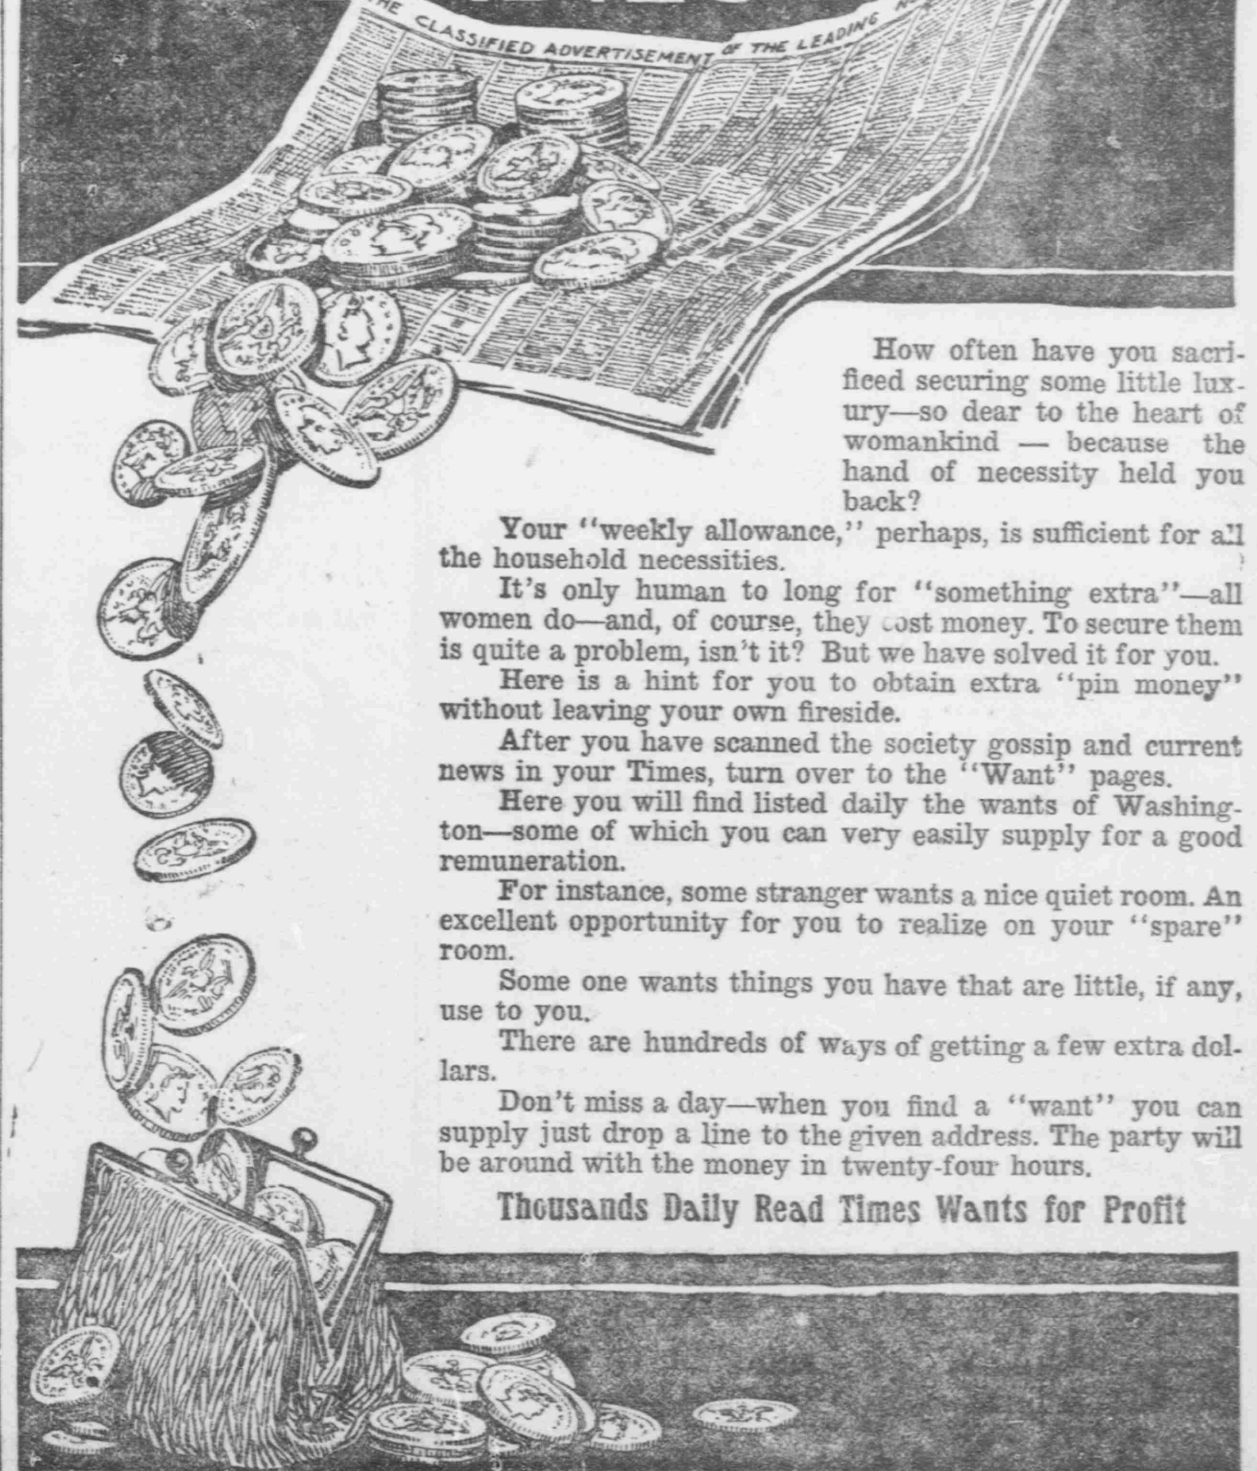 THE CLASSIFIED ADVERTISEMENT OF THE LEADING
How often have you sacri-
ficed securing some little lux-
ury—so dear to the heart of
womankind — because the
hand of necessity held you
back?
Your "weekly allowance," perhaps, is sufficient for all
the household necessities.
It's only human to long for "something extra"—all
women do—and, of course, they cost money. To secure them
is quite a problem, isn't it? But we have solved it for you.
Here is a hint for you to obtain extra "pin money"
without leaving your own fireside.
After you have scanned the society gossip and current
news in your Times, turn over to the "Want" pages.
Here you will find listed daily the wants of Washing-
ton—some of which you can very easily supply for a good
remuneration.
For instance, some stranger wants a nice quiet room. An
excellent opportunity for you to realize on your "spare"
room.
Some one wants things you have that are little, if any,
use to you.
There are hundreds of ways of getting a few extra dol-
lars.
Don't miss a day—when you find a "want" you can
supply just drop a line to the given address. The party will
be around with the money in twenty-four hours.
Thousands Daily Read Times Wants for Profit